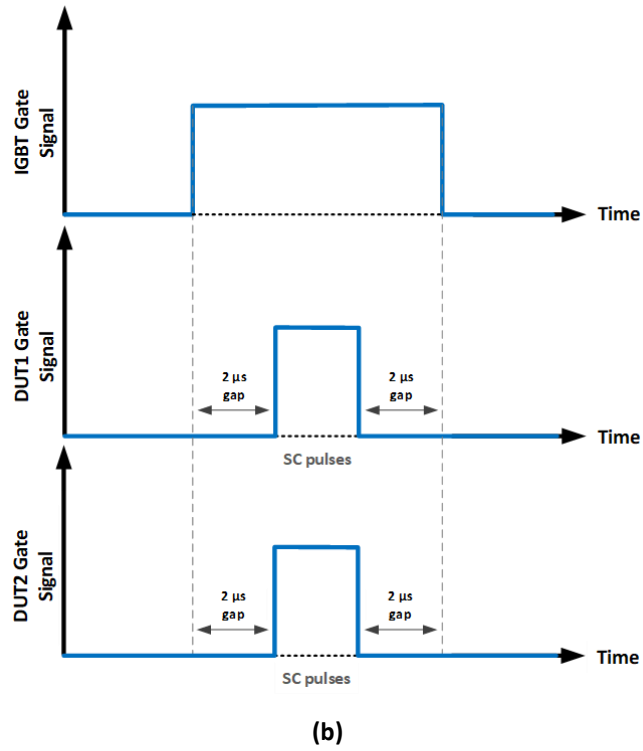 IGBT Gate
Signal
Time
DUT1 Gate
Signal
2 µs
gap
2 µs
gap
Time
SC pulses
DUT2 Gate
Signal
2 µs
gap
2 µs
gap
Time
SC pulses
(b)